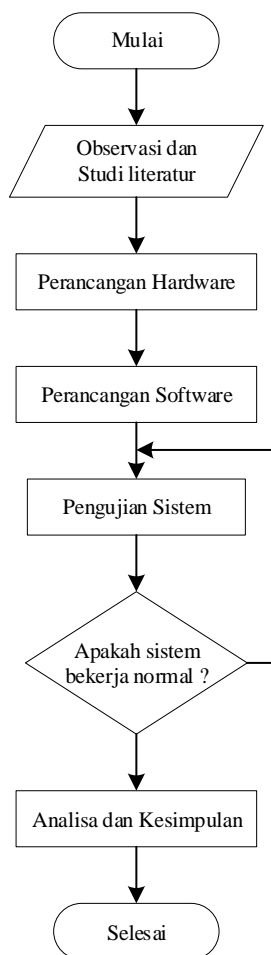 Mulai
Observasi dan
Studi literatur
Perancangan Hardware
Perancangan Software
Pengujian Sistem
Apakah sistem
bekerja normal ?
Analisa dan Kesimpulan
Selesai